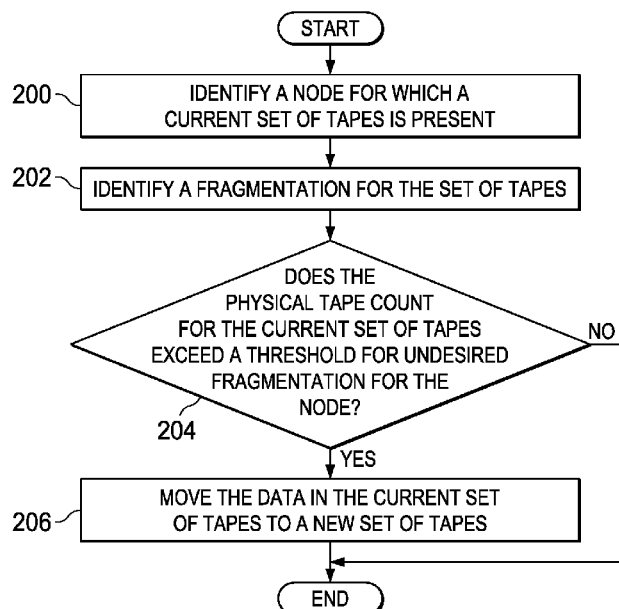 START
200
IDENTIFY A NODE FOR WHICH A
CURRENT SET OF TAPES IS PRESENT
202
IDENTIFY A FRAGMENTATION FOR THE SET OF TAPES
DOES THE
PHYSICAL TAPE COUNT
FOR THE CURRENT SET OF TAPES
EXCEED A THRESHOLD FOR UNDESIRED
FRAGMENTATION FOR THE
NODE?
NO
204
YES
206
MOVE THE DATA IN THE CURRENT SET
OF TAPES TO A NEW SET OF TAPES
END